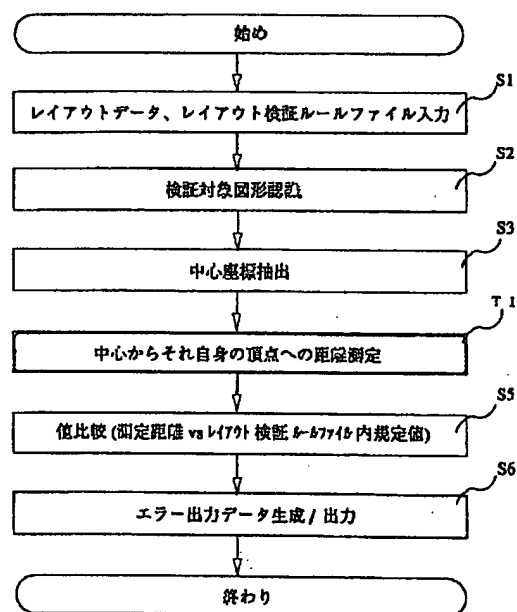 始め
S1
レイアウトデータ、レイアウト検証ルールファイル入力
S2
検証対象図形認識
S3
中心座標抽出
T1
中心からそれ自身の頂点への距離測定
S5
値比較 (測定距離 vs レイアウト検証ルールファイル内規定値)
S6
エラー出力データ生成 / 出力
終わり